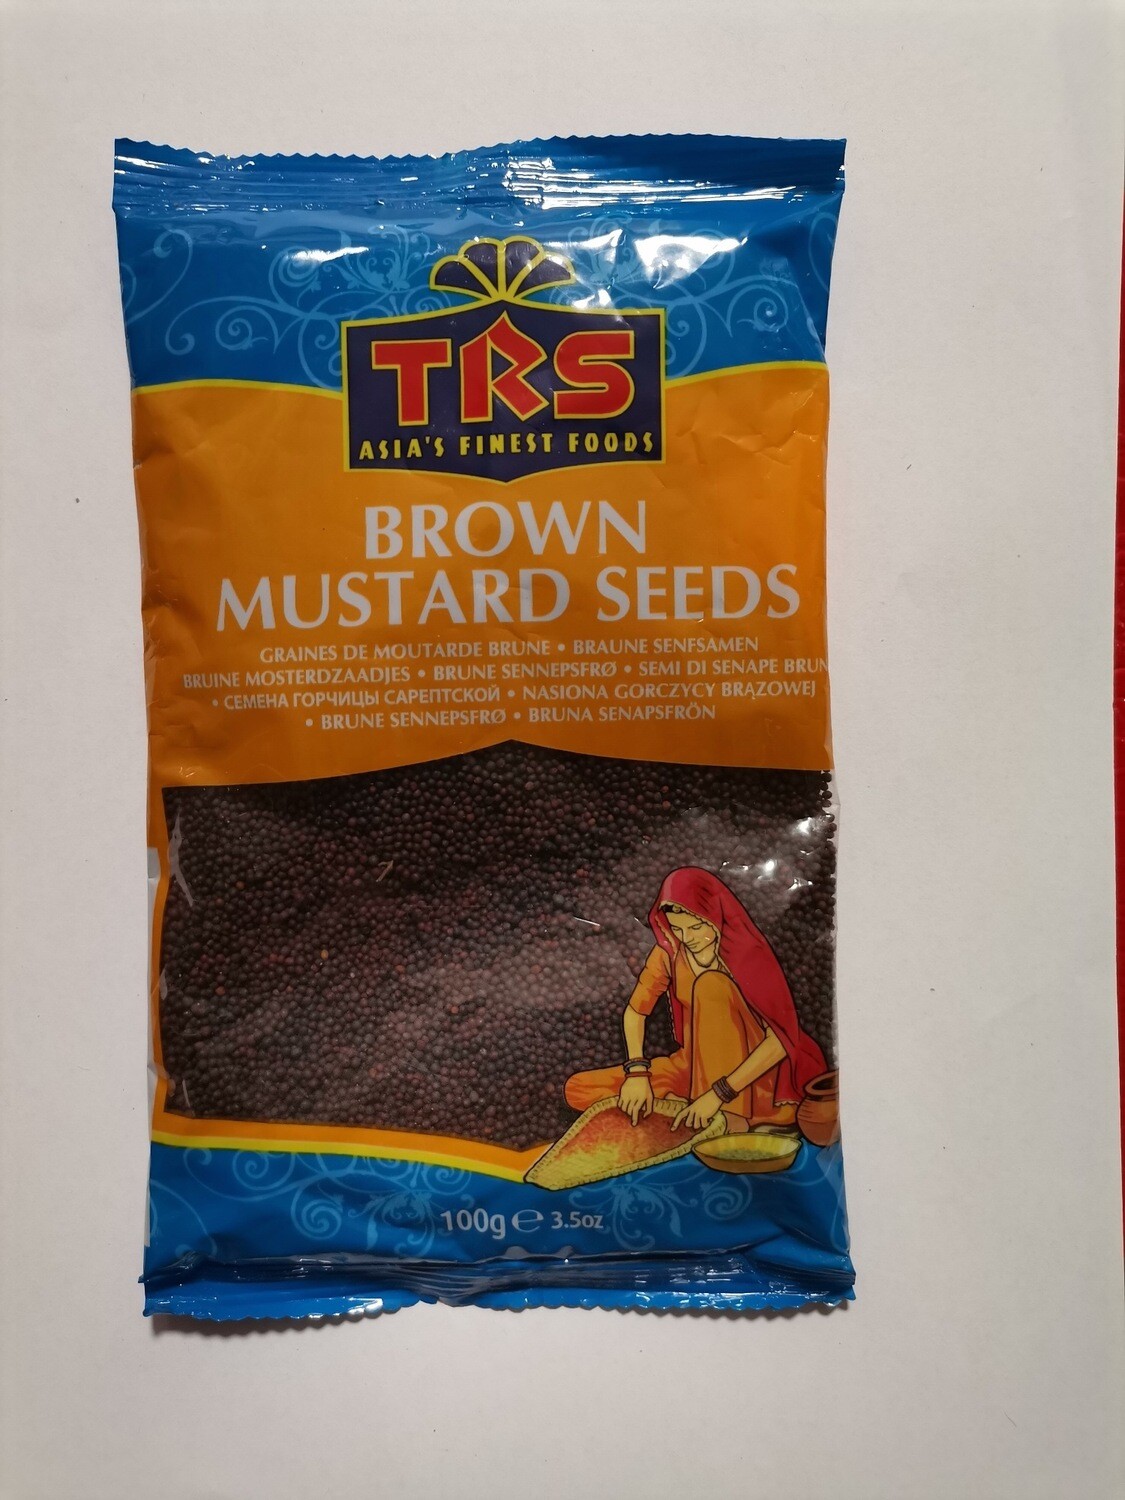 TRS
ASIA'S FINEST FOODS
BROWN
MUSTARD SEEDS
GRAINES DE MOUTARDE BRUNE • BRAUNE SENFSAMEN
BRUINE MOSTERDZAADJES • BRUNE SENNEPSFRØ • SEMI DI SENAPE BRUN
• СЕМЕНА ГОРЧИЦЫ САРЕПТСКОЙ • NASIONA GORCZYCY BRĄZOWEJ
• BRUNE SENNEPSFRØ • BRUNA SENAPSFRÖN
100g ℮ 3.5oz